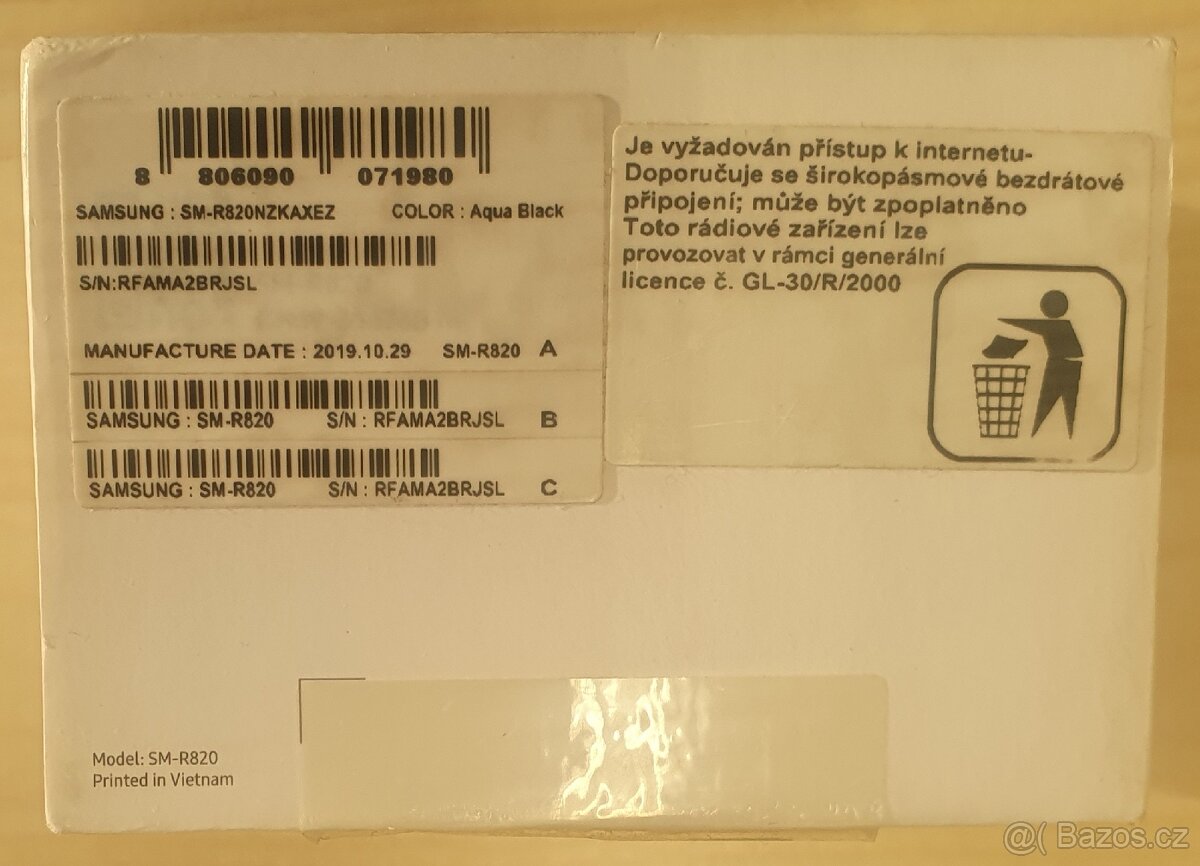 8 806090 071980
SAMSUNG : SM-R820NZKAXEZ COLOR : Aqua Black
S/N:RFAMA2BRJSL
MANUFACTURE DATE : 2019.10.29 SM-R820 A
SAMSUNG : SM-R820 S/N : RFAMA2BRJSL B
SAMSUNG : SM-R820 S/N : RFAMA2BRJSL C
Je vyžadován přístup k internetu-
Doporučuje se širokopásmové bezdrátové
připojení; může být zpoplatněno
Toto rádiové zařízení lze
provozovat v rámci generální
licence č. GL-30/R/2000
Model: SM-R820
Printed in Vietnam
@( Bazos.cz